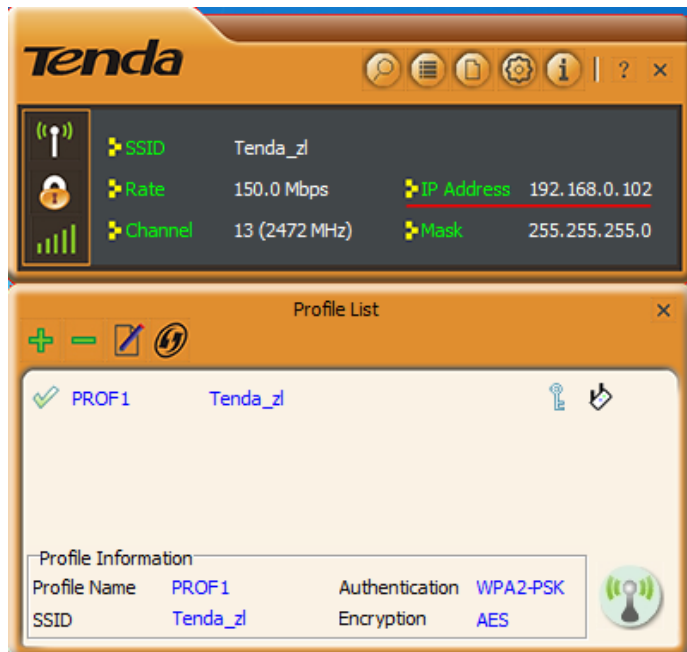 Tenda
? ×
SSID Tenda_zl
Rate 150.0 Mbps IP Address 192.168.0.102
Channel 13 (2472 MHz) Mask 255.255.255.0
Profile List ×
PROF1 Tenda_zl
Profile Information
Profile Name PROF1 Authentication WPA2-PSK
SSID Tenda_zl Encryption AES